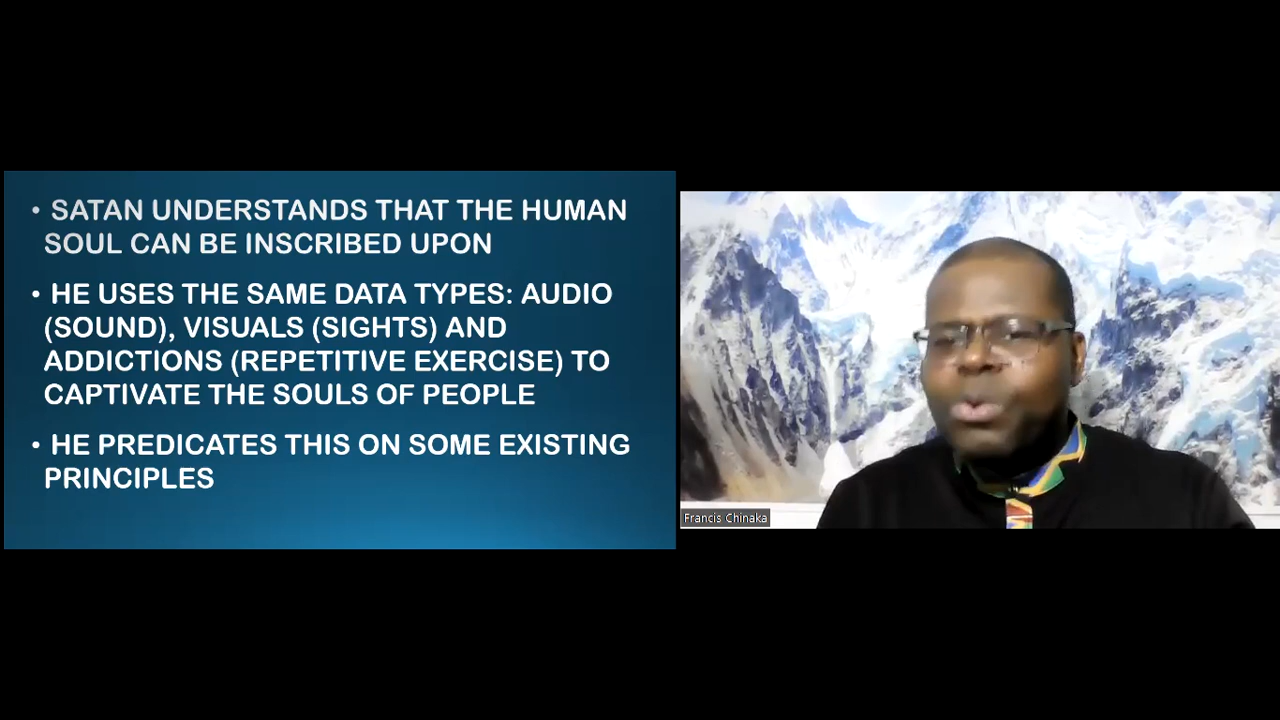 • SATAN UNDERSTANDS THAT THE HUMAN
SOUL CAN BE INSCRIBED UPON
• HE USES THE SAME DATA TYPES: AUDIO
(SOUND), VISUALS (SIGHTS) AND
ADDICTIONS (REPETITIVE EXERCISE) TO
CAPTIVATE THE SOULS OF PEOPLE
• HE PREDICATES THIS ON SOME EXISTING
PRINCIPLES
Francis Chinaka